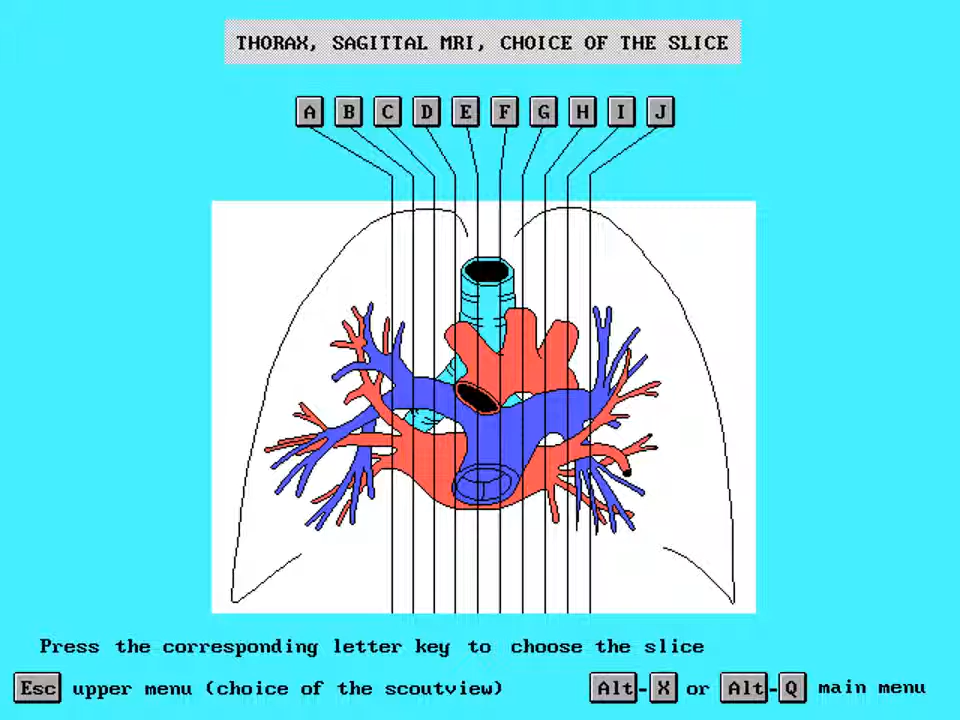 THORAX, SAGITTAL MRI, CHOICE OF THE SLICE
A B C D E F G H I J
Press the corresponding letter key to choose the slice
Esc upper menu (choice of the scoutview) Alt-X or Alt-Q main menu